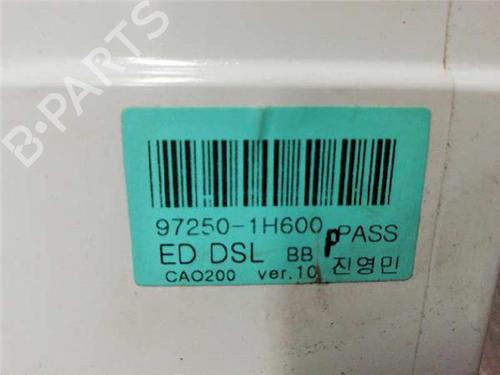 B-PARTS
97250-1H600 PASS
ED DSL BB P
CAO200 ver.10 진영민